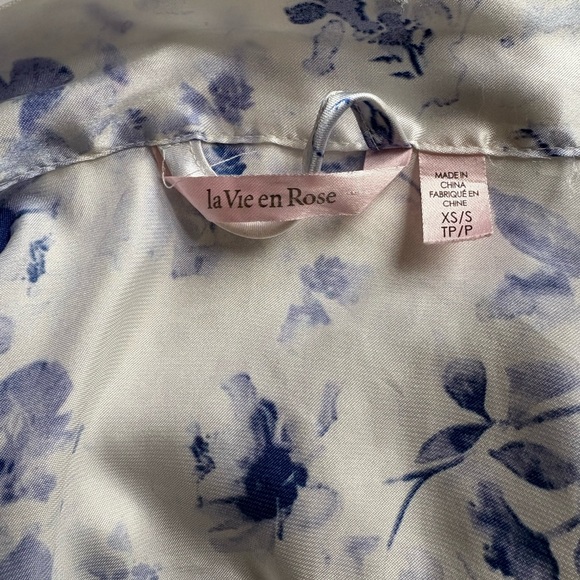 la Vie en Rose
MADE IN
CHINA
FABRIQUÉ EN
CHINE
XS/S
TP/P